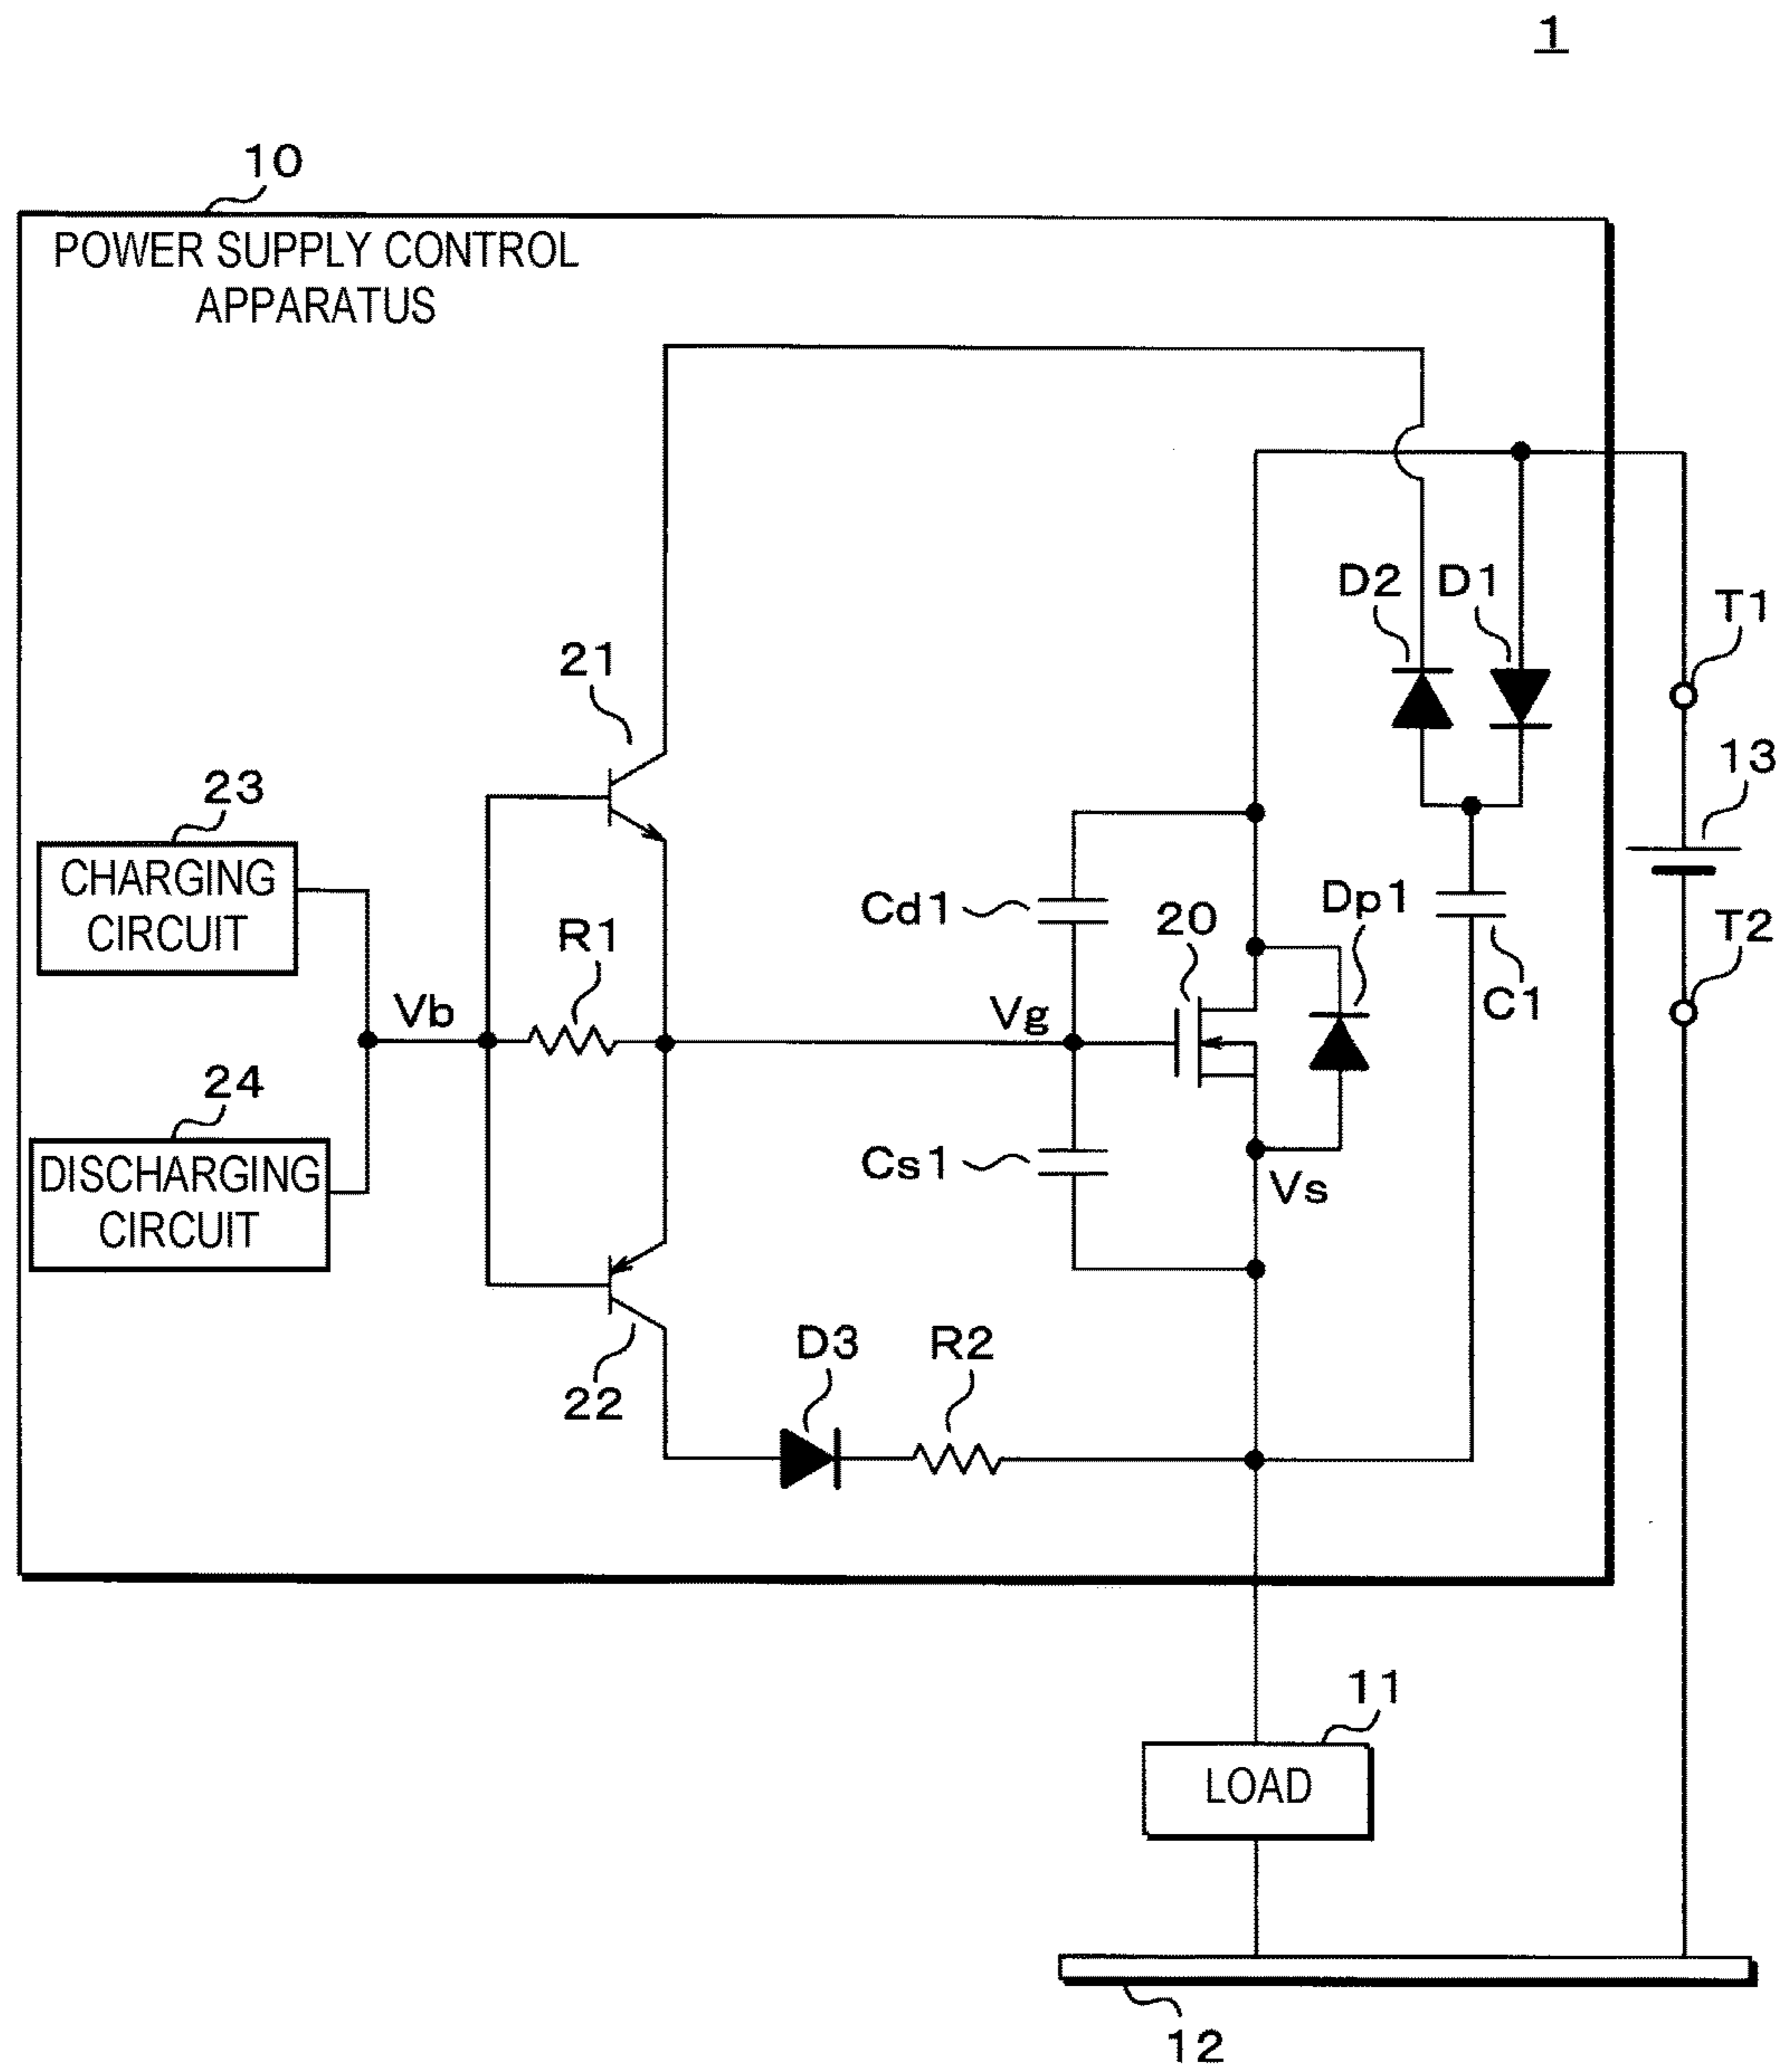 1
10
POWER SUPPLY CONTROL
APPARATUS
D2
D1
T1
21
13
23
CHARGING
CIRCUIT
Cd1
20
Dp1
R1
T2
C1
Vb
Vg
24
DISCHARGING
CIRCUIT
Cs1
Vs
D3
R2
22
11
LOAD
12